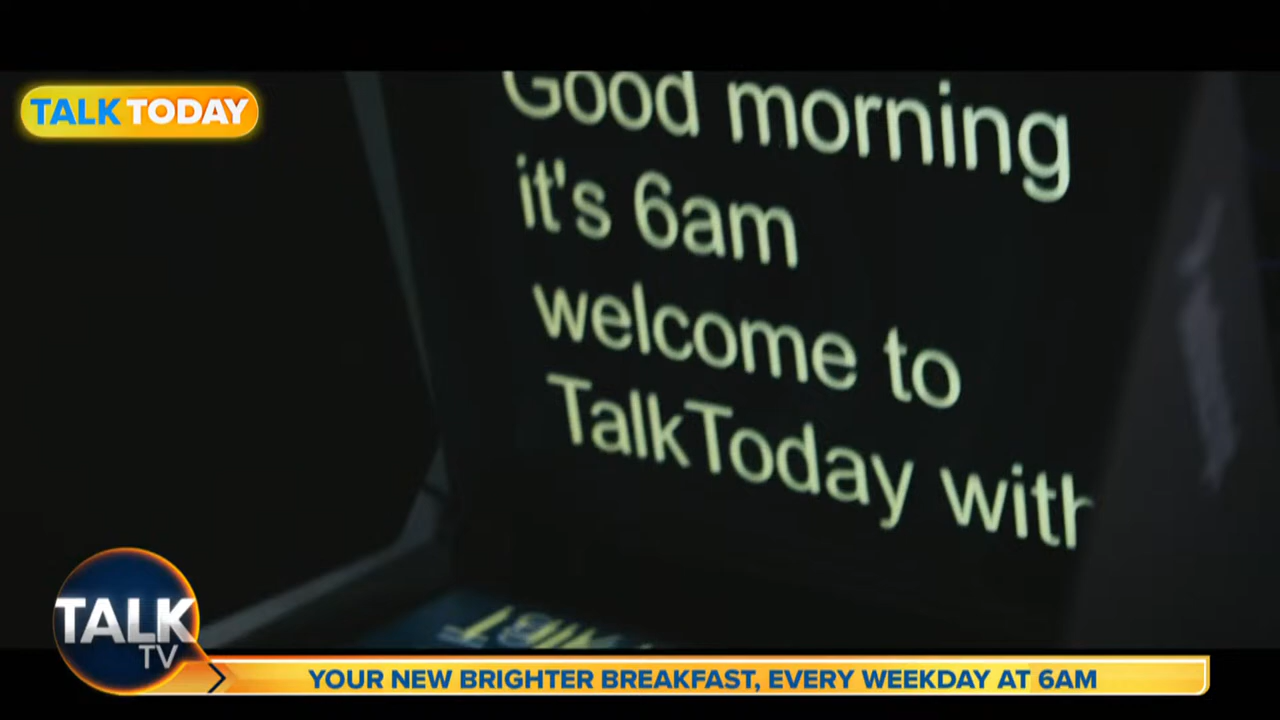 TALK TODAY
Good morning
it's 6am
welcome to
TalkToday with
TALK
TV
YOUR NEW BRIGHTER BREAKFAST, EVERY WEEKDAY AT 6AM